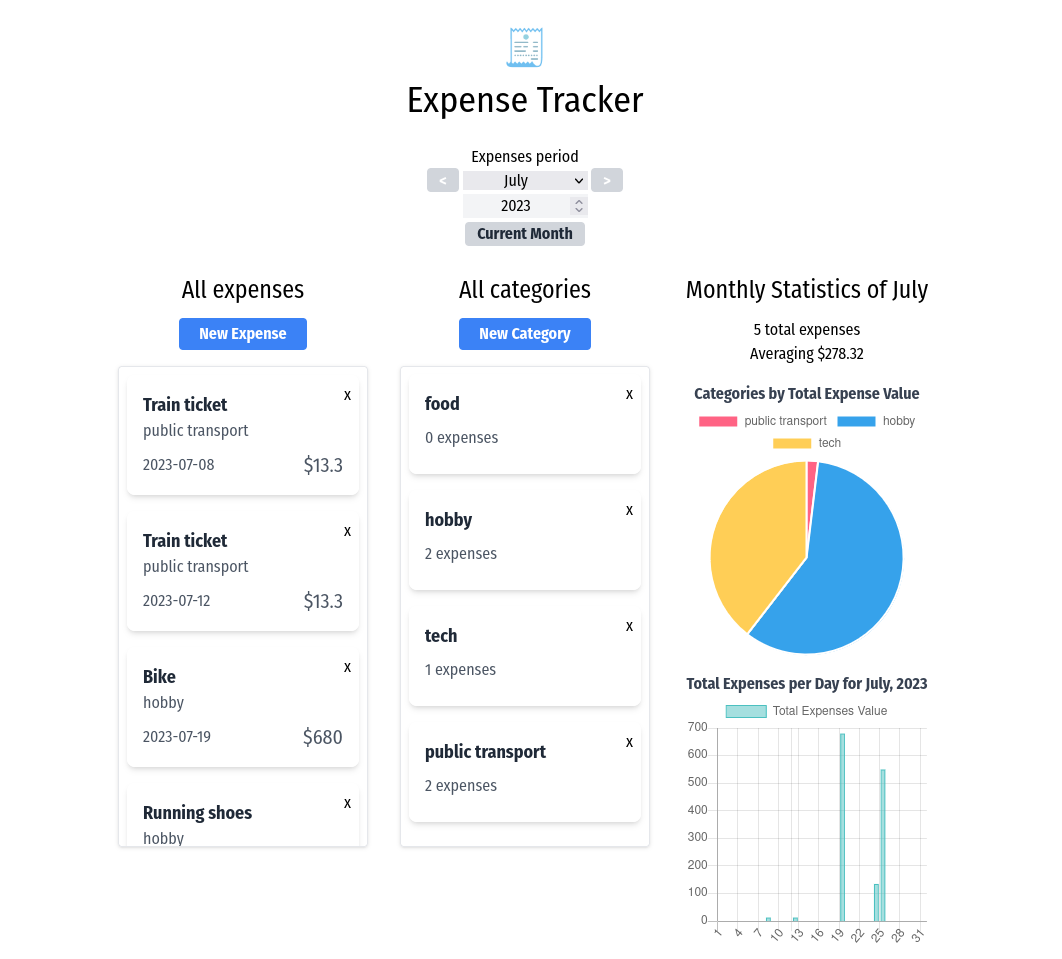 Expense Tracker
Expenses period
<
July
>
2023
Current Month
All expenses
New Expense
Train ticket
x
public transport
2023-07-08
$13.3
Train ticket
x
public transport
2023-07-12
$13.3
Bike
x
hobby
2023-07-19
$680
Running shoes
x
hobby
All categories
New Category
food
x
0 expenses
hobby
x
2 expenses
tech
x
1 expenses
public transport
x
2 expenses
Monthly Statistics of July
5 total expenses
Averaging $278.32
Categories by Total Expense Value
public transport
hobby
tech
Total Expenses per Day for July, 2023
Total Expenses Value
700
600
500
400
300
200
100
0
1 4 7 10 13 16 19 22 25 28 31